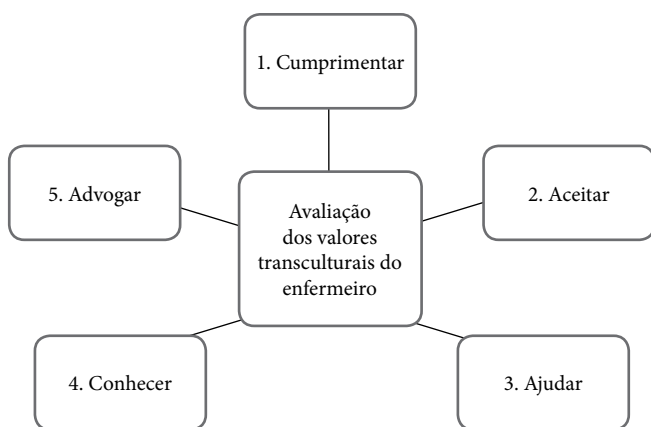 1. Cumprimentar
5. Advogar
Avaliação
dos valores
transculturais do
enfermeiro
2. Aceitar
4. Conhecer
3. Ajudar